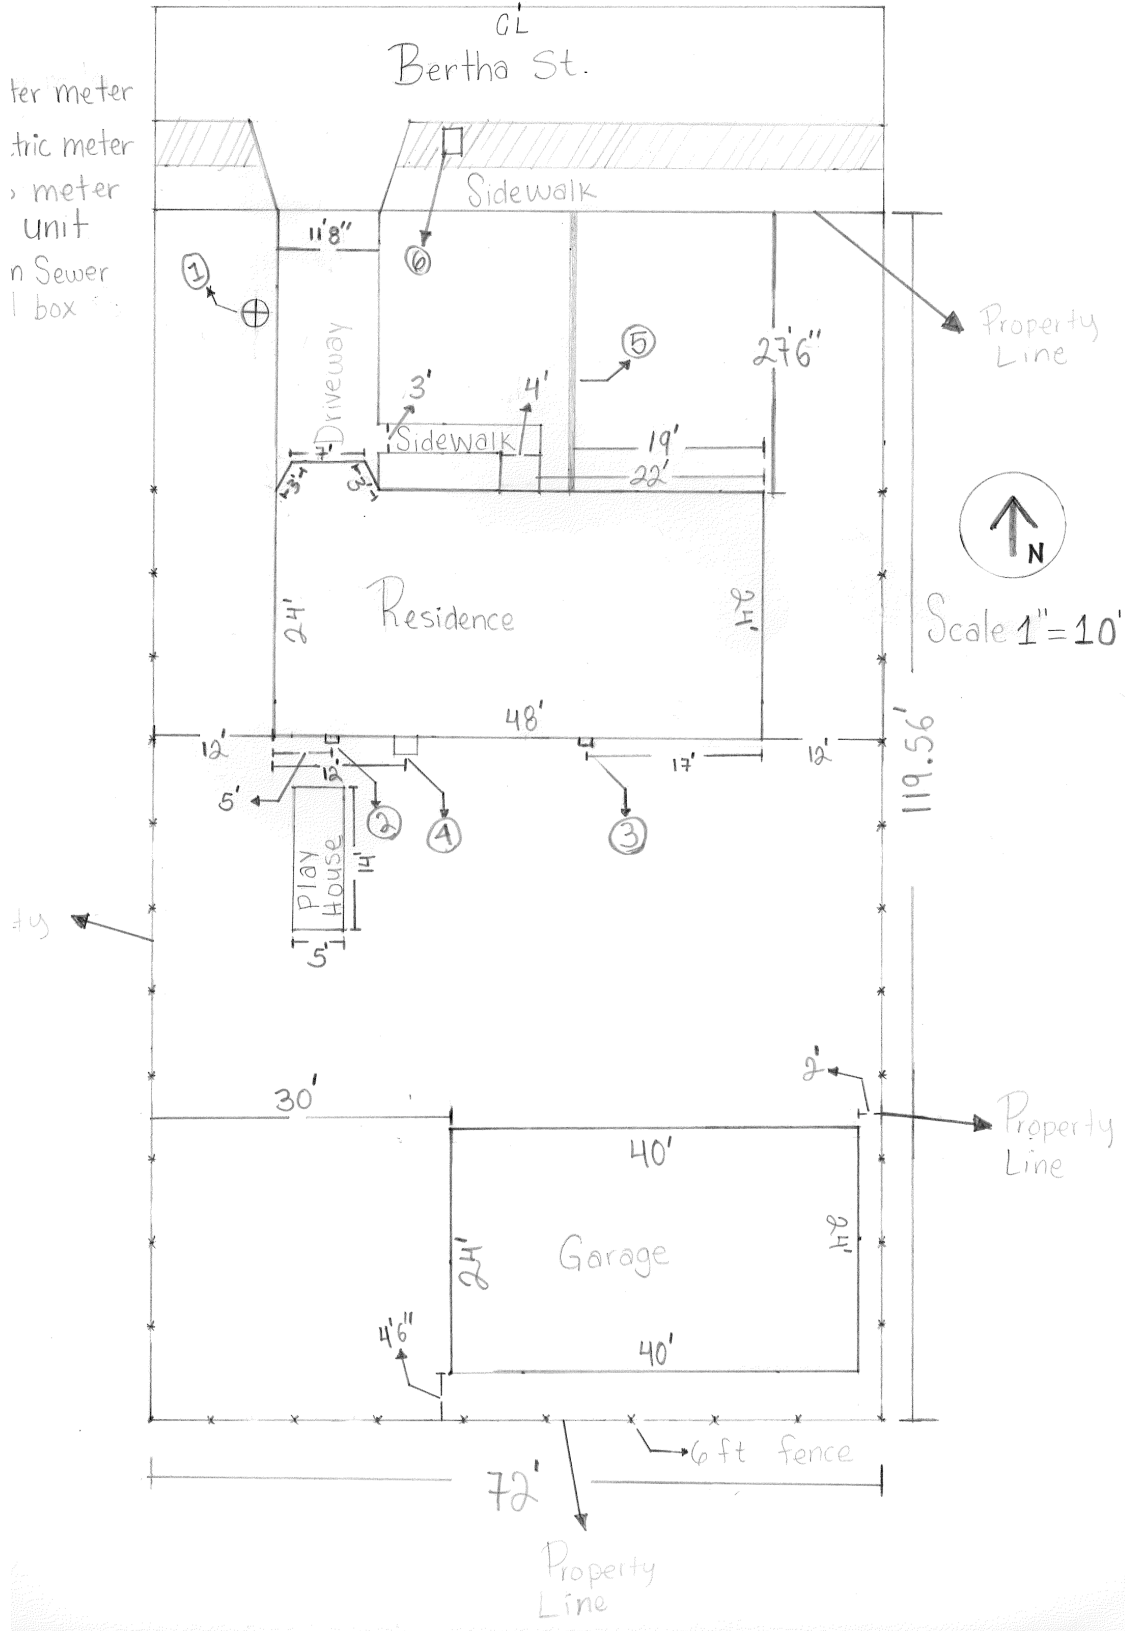 CL
Bertha St.
ter meter
tric meter
meter
unit
n Sewer
l box
Sidewalk
11'8"
6
1
Property
Line
Driveway
5
27'6"
3'
4'
Sidewalk
19'
22'
7'
3'
3'
N
Scale 1"=10'
Residence
24'
24'
48'
12'
12'
17'
12'
5'
2
4
3
119.56'
Play
House
14'
5'
ty
2'
30'
Property
Line
40'
24'
Garage
24'
4'6"
40'
6 ft fence
72'
Property
Line